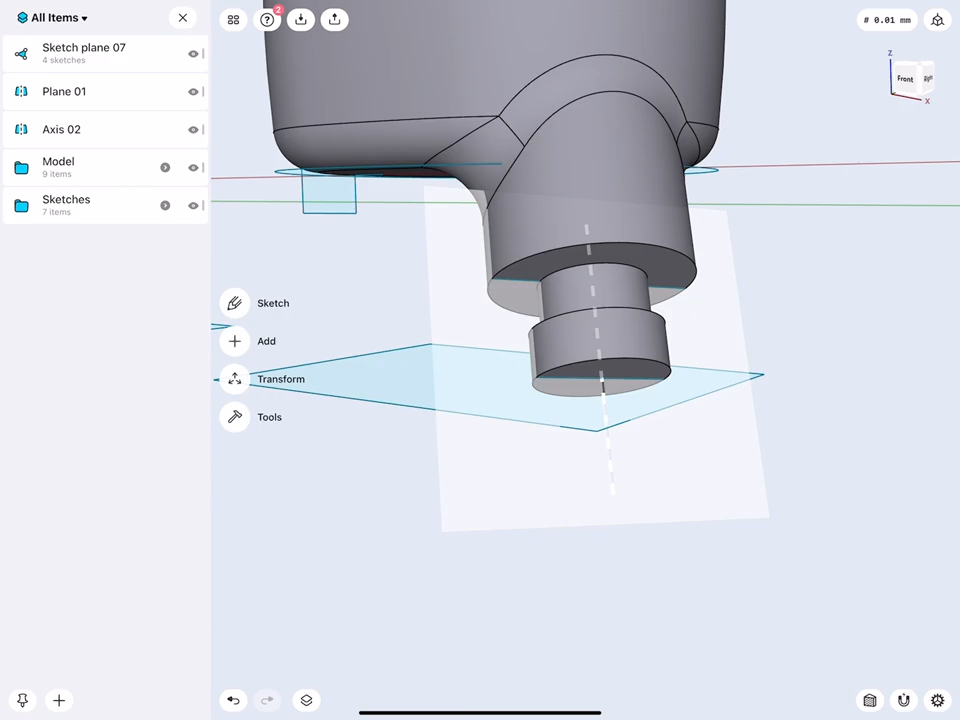 All Items
Sketch plane 07
4 sketches
Plane 01
Axis 02
Model
9 items
Sketches
7 items
2
# 0.01 mm
Z
Front
Right
X
Sketch
Add
Transform
Tools